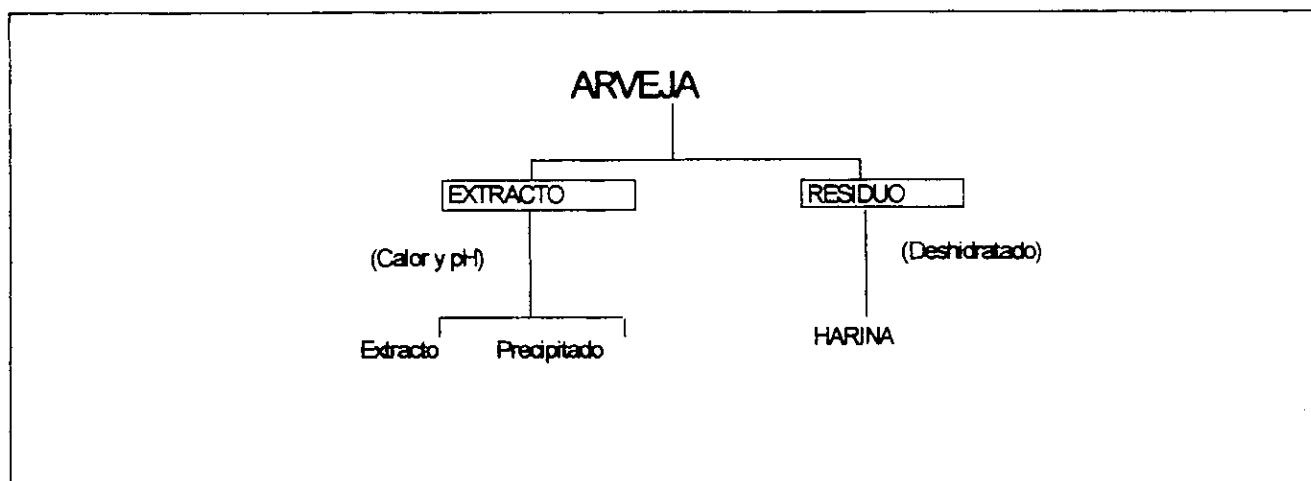 ARVEJA
EXTRACTO
RESIDUO
(Calor y pH)
(Deshidratado)
Extracto
Precipitado
HARINA